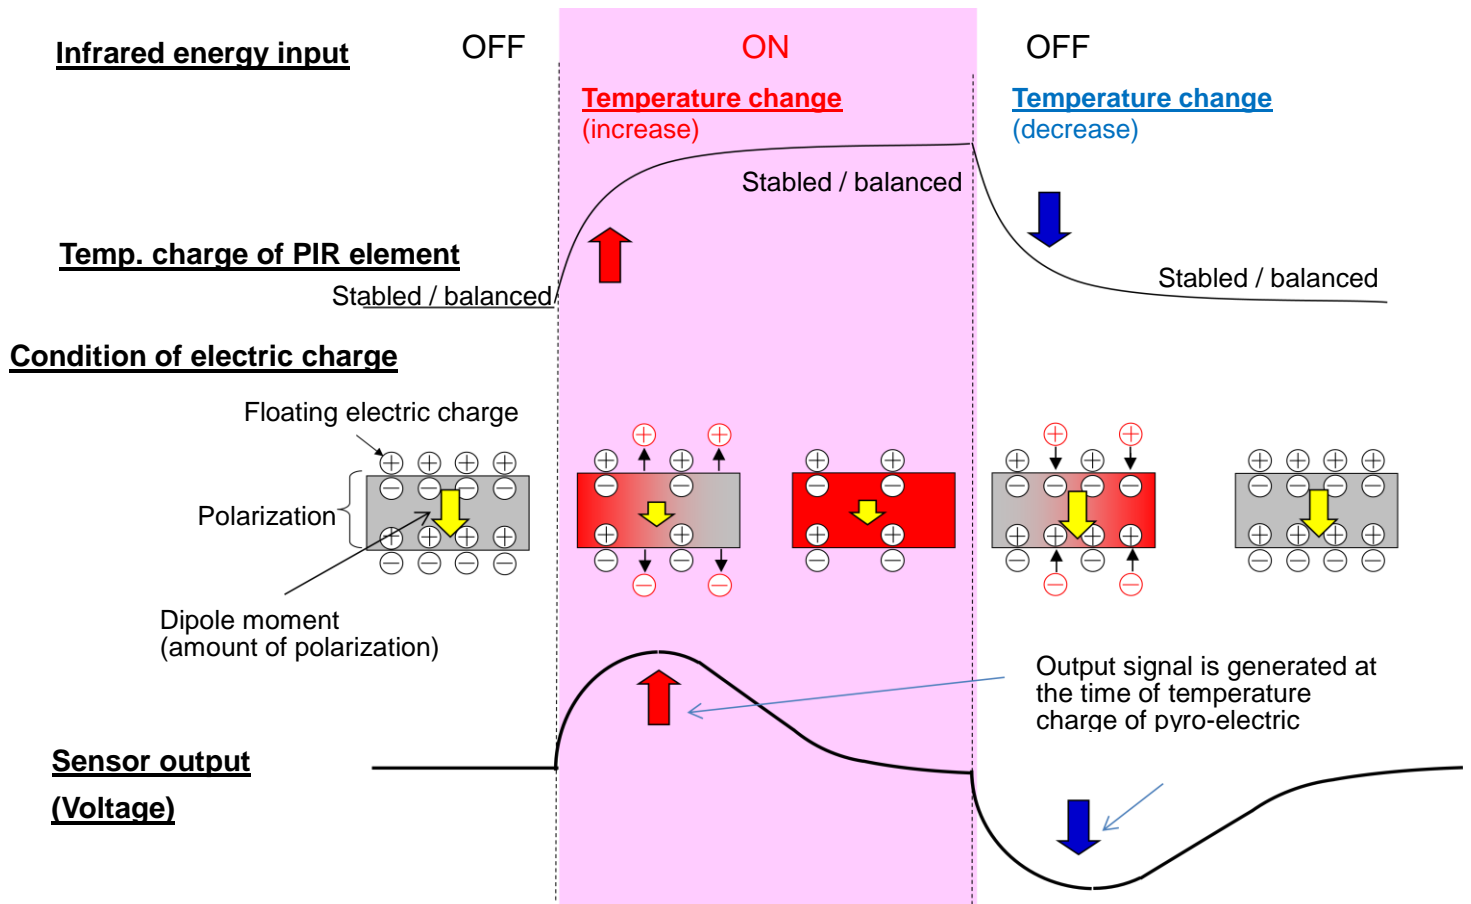 Infrared energy input
OFF
ON
OFF
Temperature change
(increase)
Temperature change
(decrease)
Stabled / balanced
Temp. charge of PIR element
Stabled / balanced
Stabled / balanced
Condition of electric charge
Floating electric charge
Polarization
Dipole moment
(amount of polarization)
Output signal is generated at
the time of temperature
charge of pyro-electric
Sensor output
(Voltage)